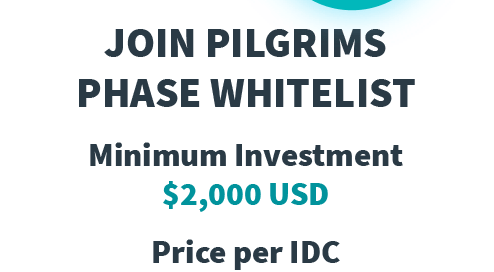 JOIN PILGRIMS
PHASE WHITELIST
Minimum Investment
$2,000 USD
Price per IDC